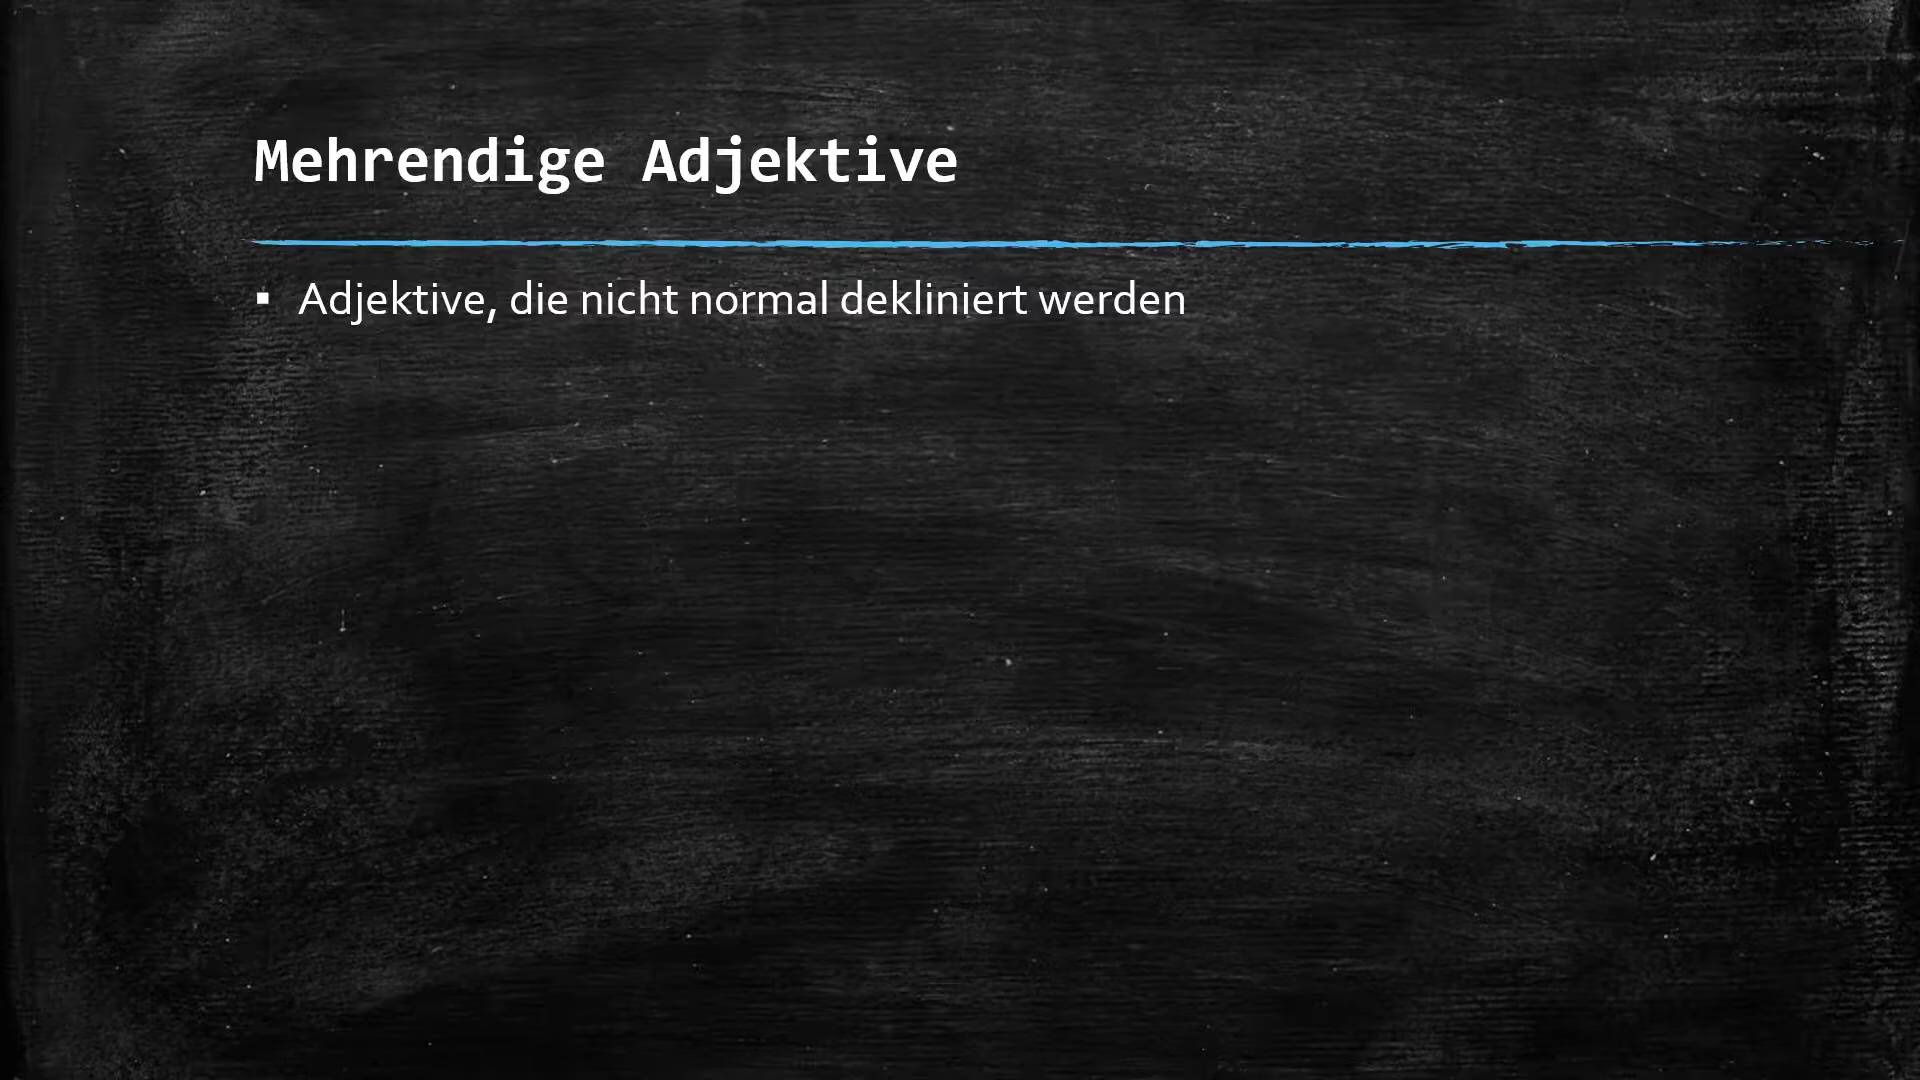 Mehrendige Adjektive
▪ Adjektive, die nicht normal dekliniert werden